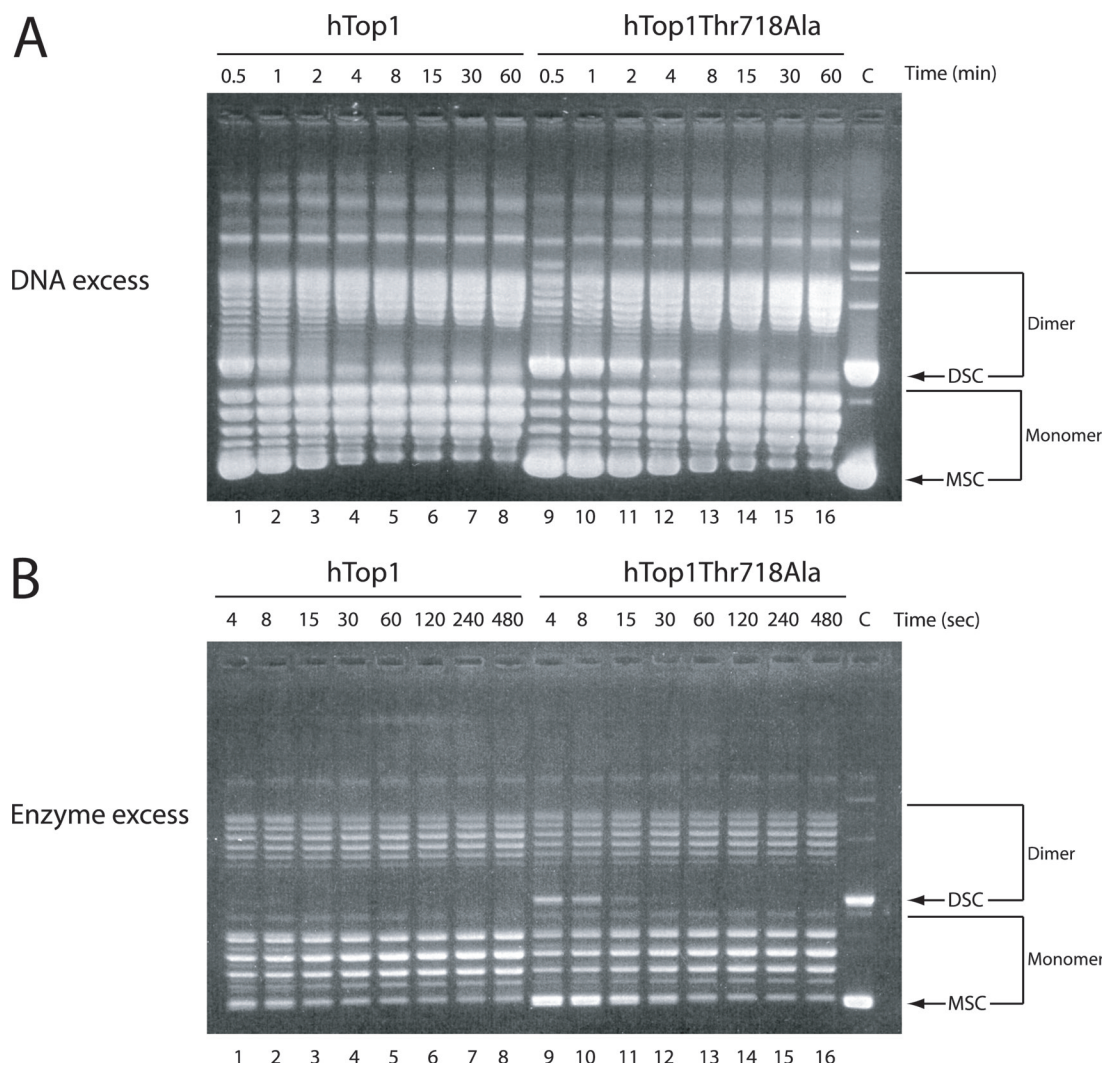 A
hTop1
hTop1Thr718Ala
0.5 1 2 4 8 15 30 60 0.5 1 2 4 8 15 30 60 C Time (min)
DNA excess
Dimer
DSC
Monomer
MSC
1 2 3 4 5 6 7 8 9 10 11 12 13 14 15 16
B
hTop1
hTop1Thr718Ala
4 8 15 30 60 120 240 480 4 8 15 30 60 120 240 480 C Time (sec)
Enzyme excess
Dimer
DSC
Monomer
MSC
1 2 3 4 5 6 7 8 9 10 11 12 13 14 15 16